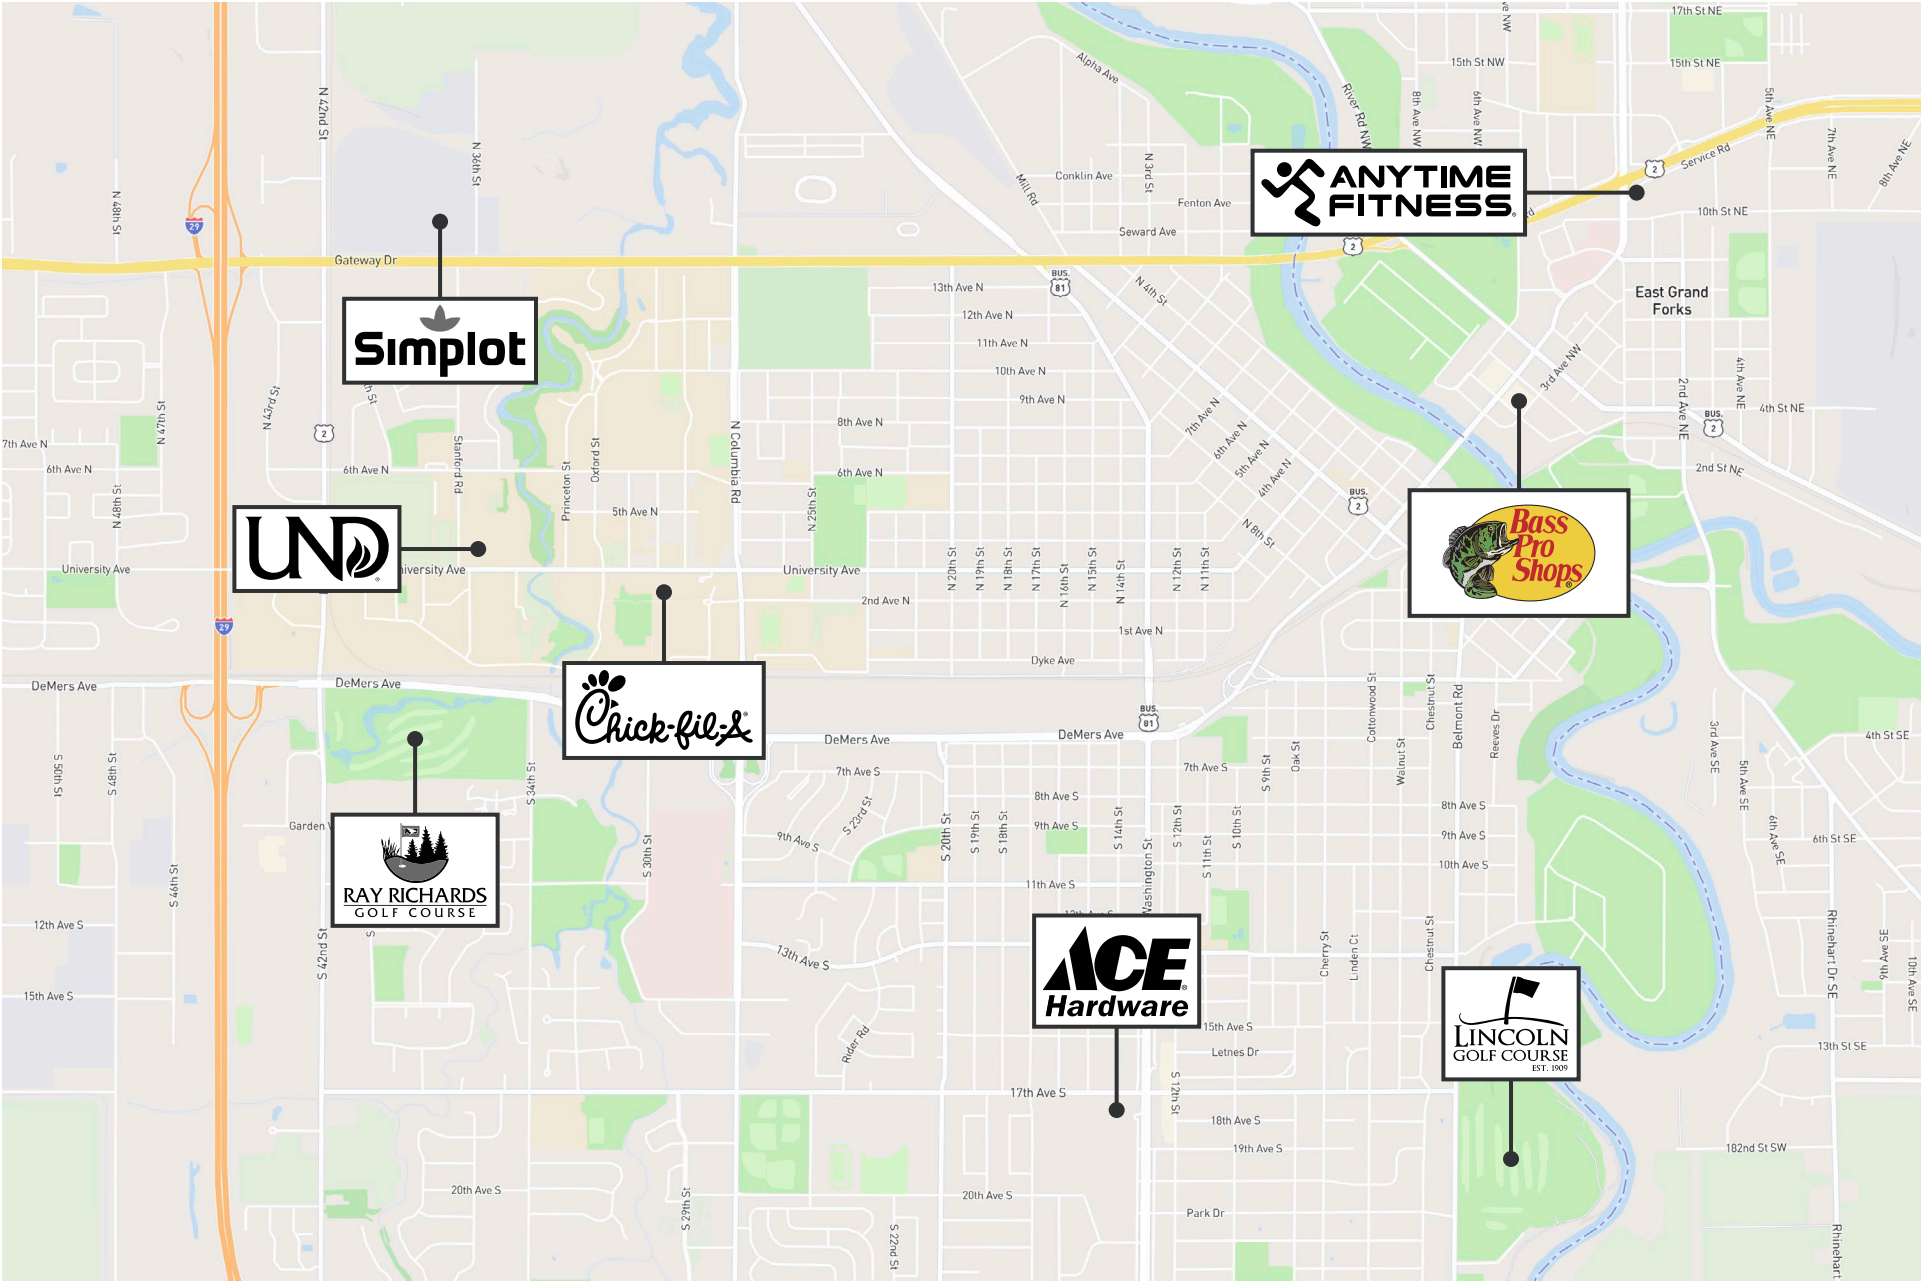 17th St NE
Alpha Ave
15th St NW
15th St NE
N 42nd St
River Rd NW
8th Ave NW
6th Ave NW
5th Ave NE
7th Ave NE
8th Ave NE
Service Rd
N 36th St
N 48th St
Conklin Ave
N 3rd St
Mill Rd
Fenton Ave
Seward Ave
ANYTIME
FITNESS
2
10th St NE
29
2
Gateway Dr
BUS.
81
13th Ave N
N 4th St
East Grand
Forks
12th Ave N
Simplot
11th Ave N
10th Ave N
9th Ave N
3rd Ave NW
4th Ave NE
2nd Ave NE
N 43rd St
N 47th St
8th Ave N
7th Ave N
6th Ave N
5th Ave N
4th Ave N
4th St NE
BUS.
2
2
7th Ave N
6th Ave N
6th Ave N
Stanford Rd
Princeton St
Oxford St
N Columbia Rd
6th Ave N
2nd St NE
N 48th St
5th Ave N
N 25th St
BUS.
2
N 8th St
UND
Bass
Pro
Shops
University Ave
University Ave
N 20th St
N 19th St
N 18th St
N 17th St
N 16th St
N 15th St
N 14th St
N 12th St
N 11th St
2nd Ave N
29
1st Ave N
Dyke Ave
DeMers Ave
DeMers Ave
Chick-fil-A
BUS.
81
DeMers Ave
DeMers Ave
Cottonwood St
Chestnut St
Belmont Rd
Reeves Dr
3rd Ave SE
4th St SE
S 50th St
S 48th St
S 34th St
7th Ave S
7th Ave S
S 9th St
Oak St
Walnut St
5th Ave SE
8th Ave S
8th Ave S
S 23rd St
9th Ave S
9th Ave S
9th Ave S
S 20th St
S 19th St
S 18th St
S 14th St
S 12th St
S 11th St
S 10th St
6th Ave SE
6th St SE
10th Ave S
S 46th St
S 30th St
11th Ave S
RAY RICHARDS
GOLF COURSE
12th Ave S
S 42nd St
13th Ave S
ACE
Hardware
Cherry St
Linden Ct
Chestnut St
Rhinehart Dr SE
9th Ave SE
10th Ave SE
15th Ave S
LINCOLN
GOLF COURSE
EST. 1909
15th Ave S
Rider Rd
Letnes Dr
13th St SE
17th Ave S
S 12th St
18th Ave S
19th Ave S
182nd St SW
20th Ave S
S 29th St
20th Ave S
Park Dr
S 22nd St
Rhinehart